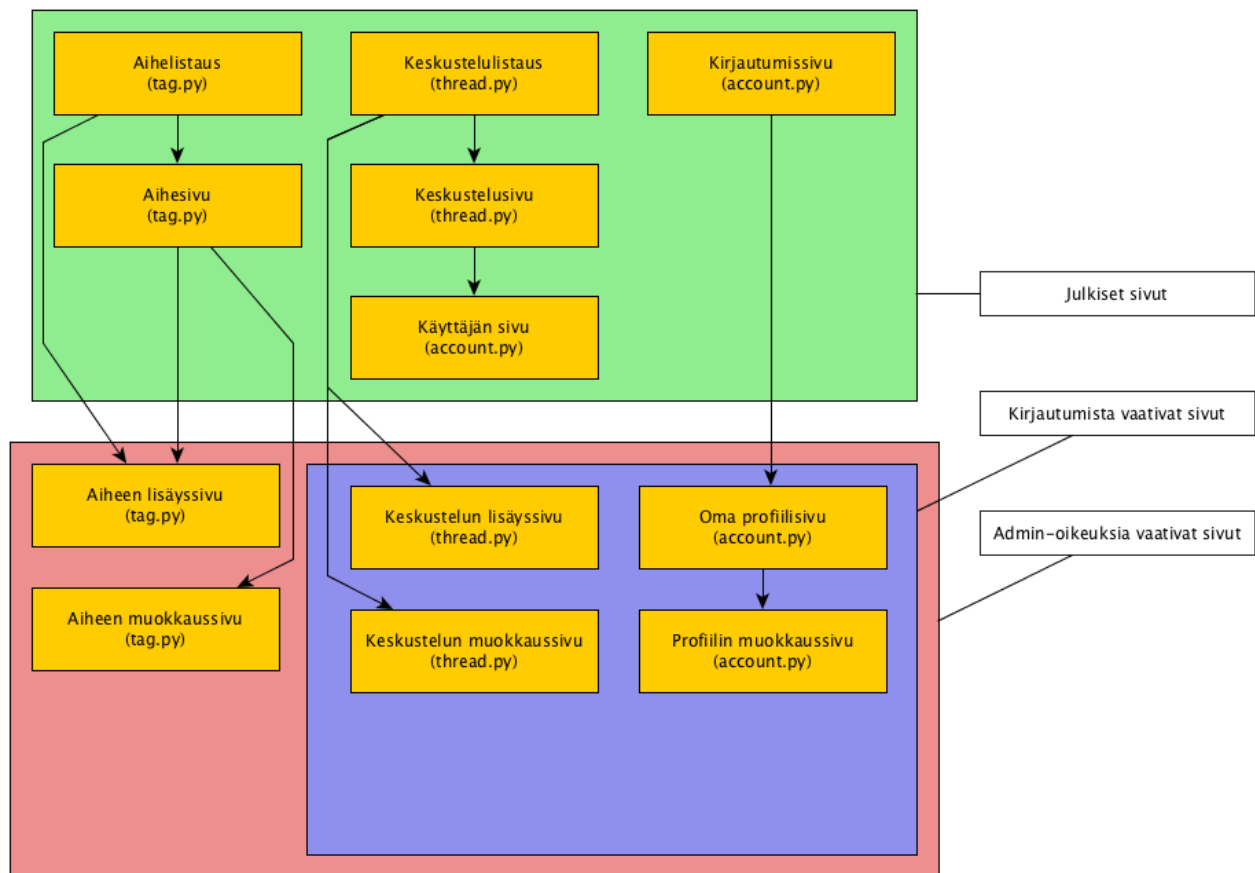 Aihelistaus
(tag.py)
Keskustelulistaus
(thread.py)
Kirjautumissivu
(account.py)
Aihesivu
(tag.py)
Keskustelusivu
(thread.py)
Käyttäjän sivu
(account.py)
Julkiset sivut
Kirjautumista vaativat sivut
Admin-oikeuksia vaativat sivut
Aiheen lisäyssivu
(tag.py)
Keskustelun lisäyssivu
(thread.py)
Oma profiilisivu
(account.py)
Aiheen muokkaussivu
(tag.py)
Keskustelun muokkaussivu
(thread.py)
Profiilin muokkaussivu
(account.py)